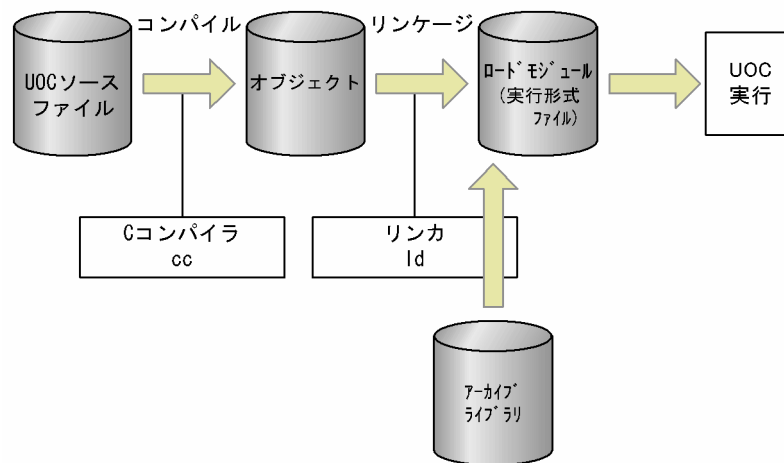 コンパイル
リンケージ
UOCソース
ファイル
オブジェクト
ﾛｰﾄﾞﾓｼﾞｭｰﾙ
(実行形式
ファイル)
UOC
実行
Cコンパイラ
cc
リンカ
ld
ｱｰｶｲﾌﾞ
ﾗｲﾌﾞﾗﾘ